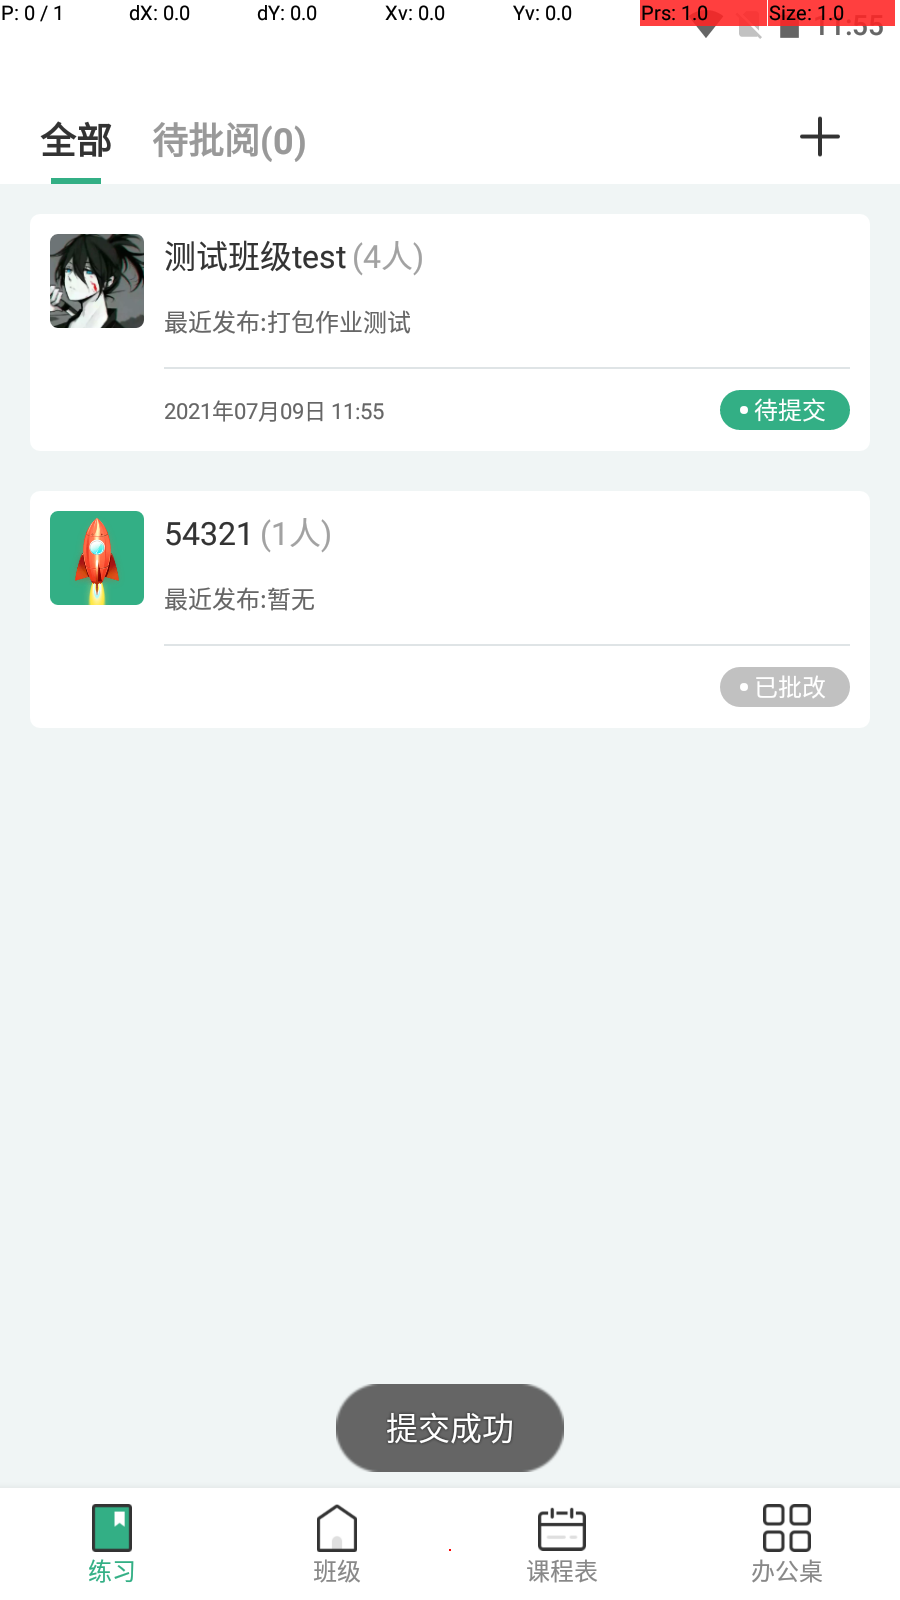 P: 0 / 1 dX: 0.0 dY: 0.0 Xv: 0.0 Yv: 0.0 Prs: 1.0 Size: 1.0
11:55
全部 待批阅(0)
测试班级test (4人)
最近发布:打包作业测试
2021年07月09日 11:55 待提交
54321 (1人)
最近发布:暂无
已批改
提交成功
练习 班级 课程表 办公桌